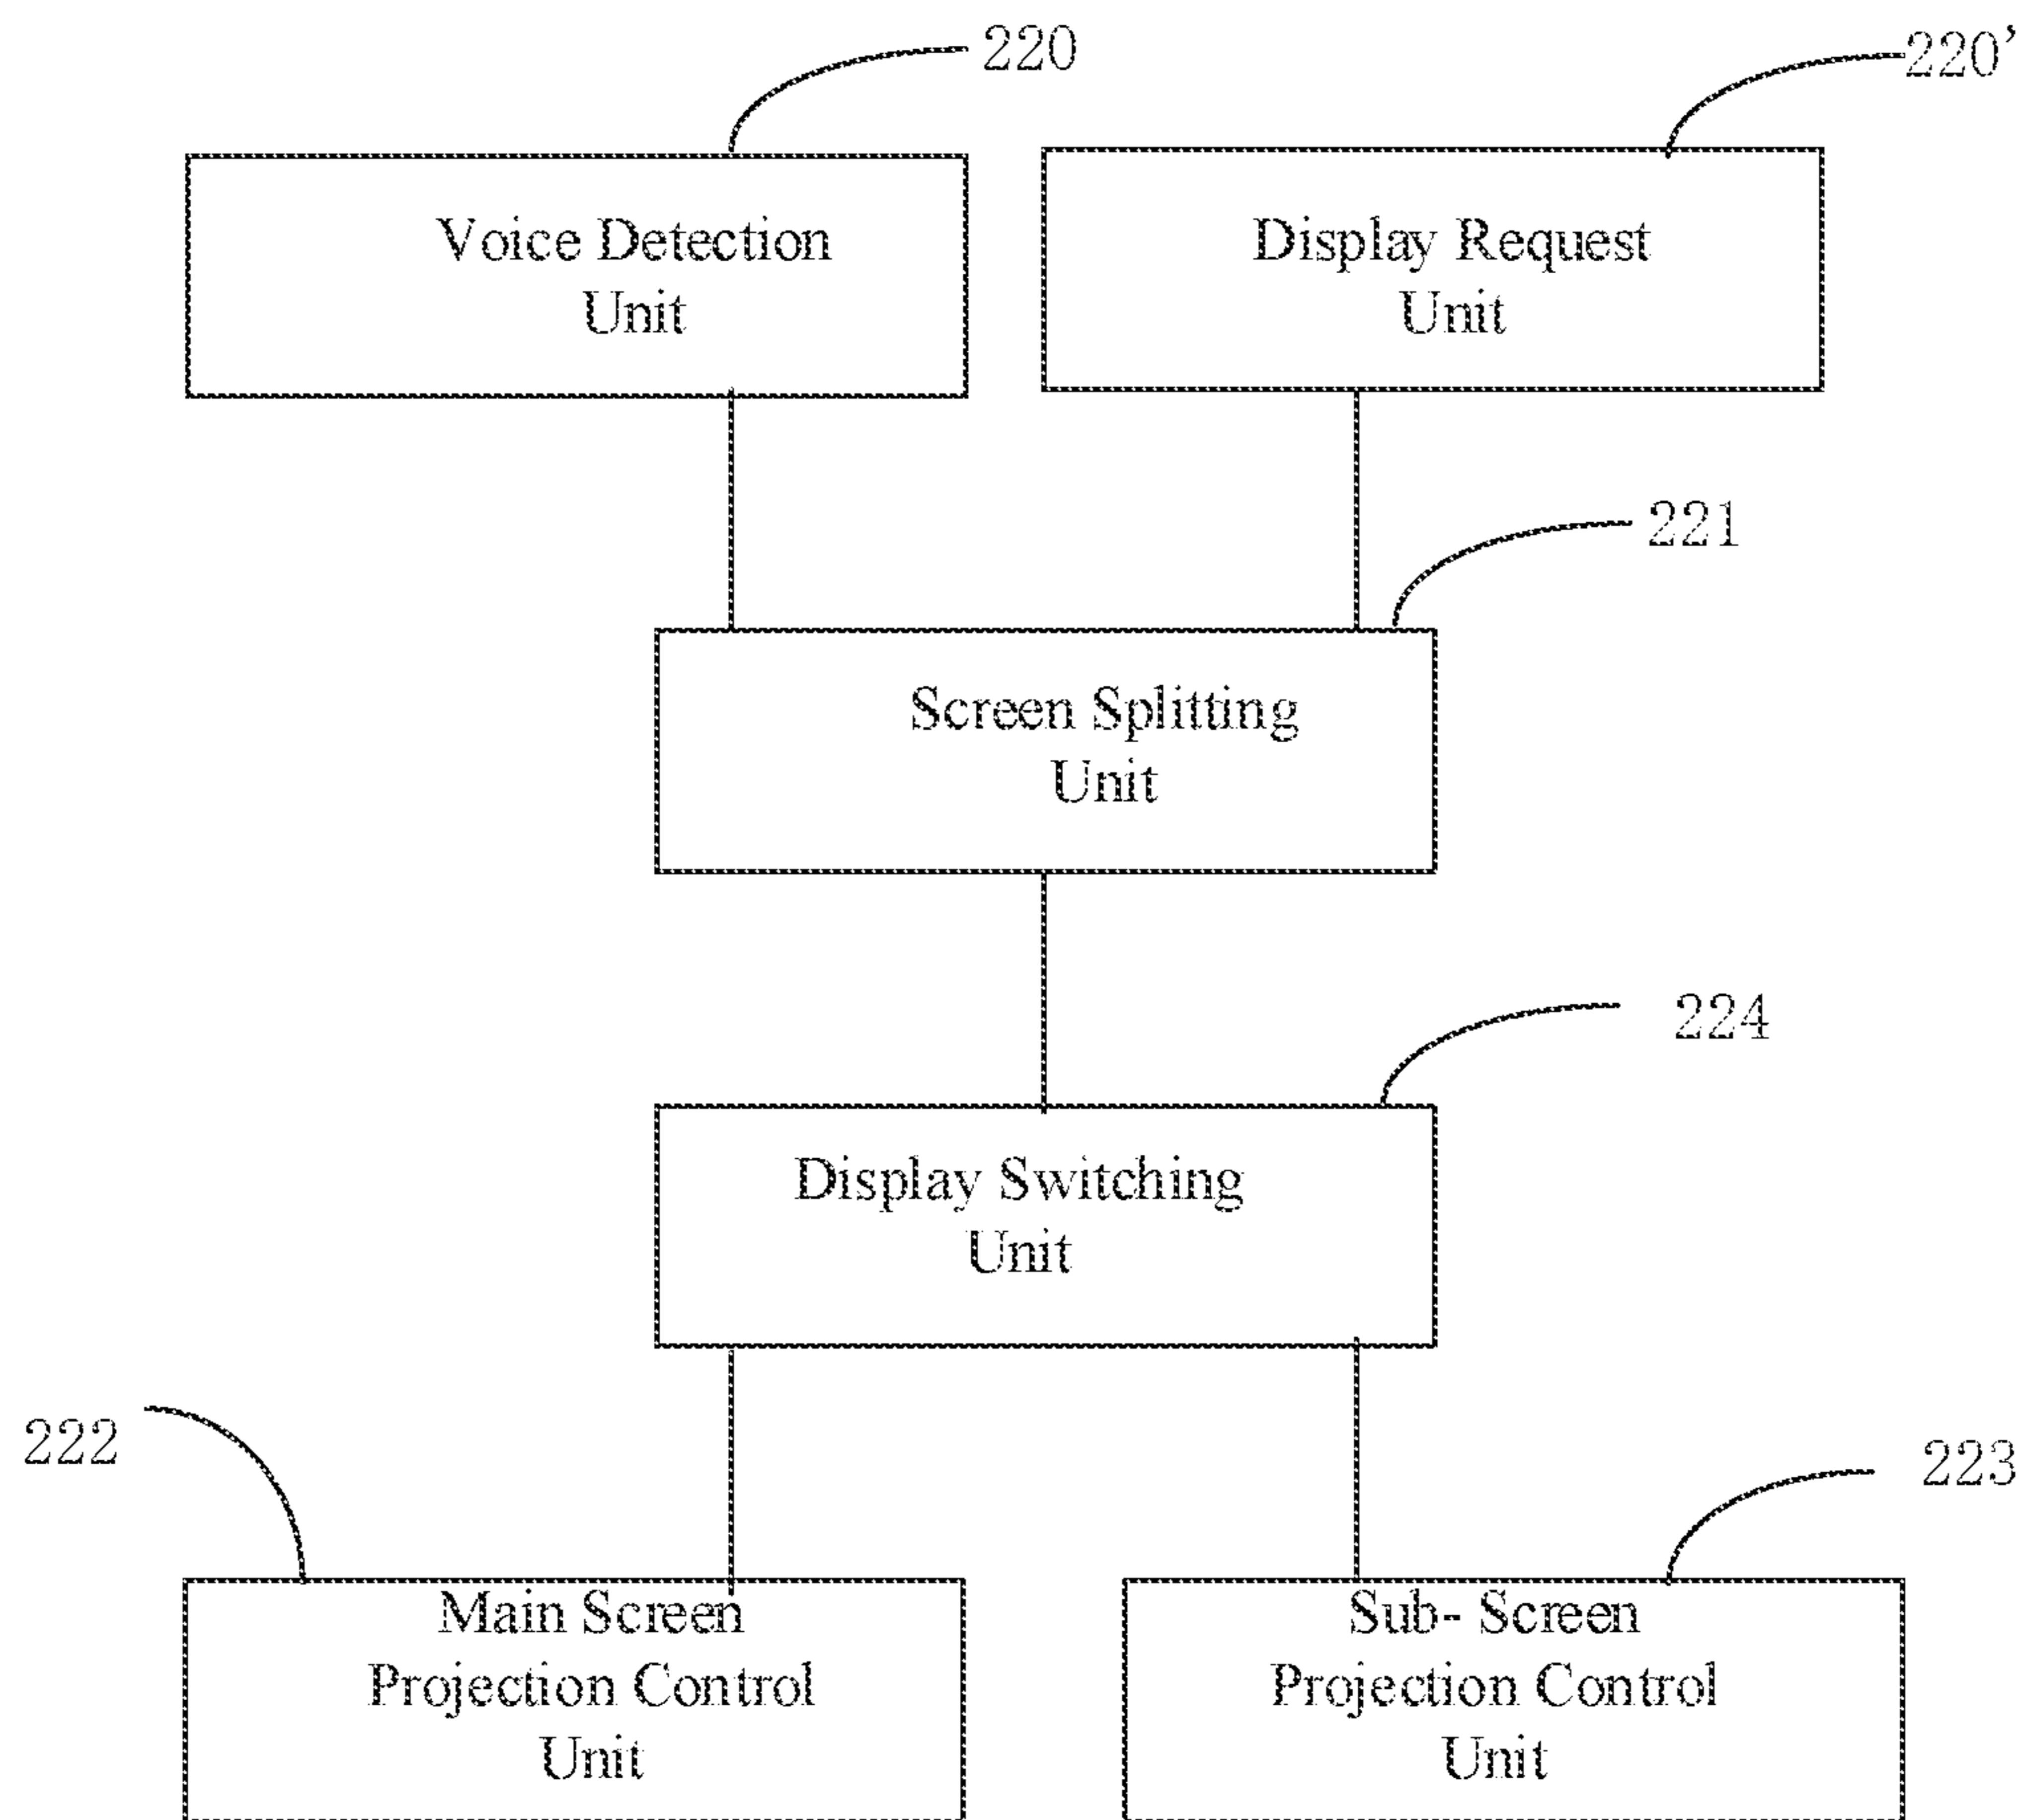 220
220’
Voice Detection
Unit
Display Request
Unit
221
Screen Splitting
Unit
224
Display Switching
Unit
222
223
Main Screen
Projection Control
Unit
Sub- Screen
Projection Control
Unit